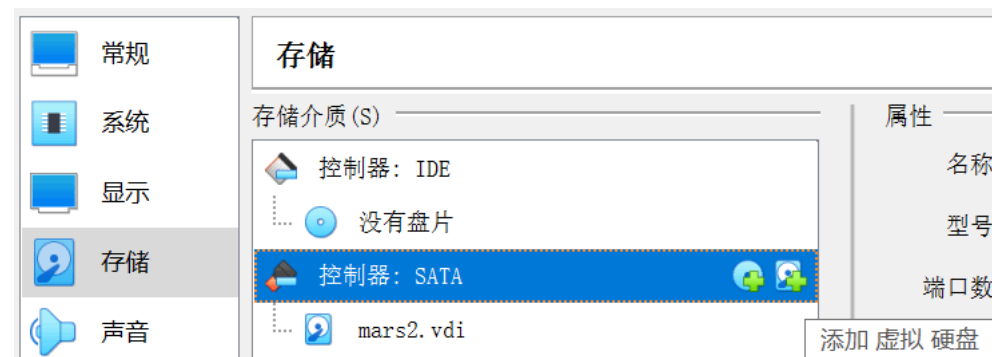 常规
系统
显示
存储
声音
存储
存储介质(S)
控制器: IDE
没有盘片
控制器: SATA
mars2.vdi
属性
名称
型号
端口数
添加 虚拟 硬盘